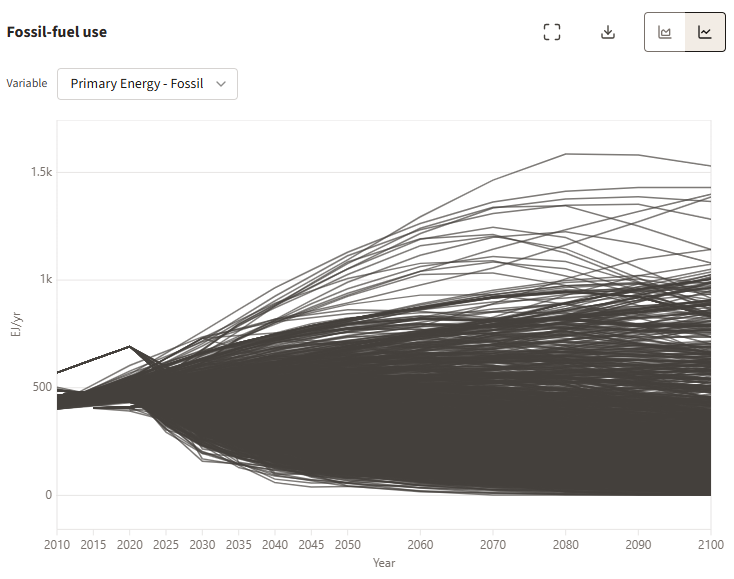 Fossil-fuel use
Variable
Primary Energy - Fossil
EJ/yr
1.5k
1k
500
0
2010 2015 2020 2025 2030 2035 2040 2045 2050 2060 2070 2080 2090 2100
Year